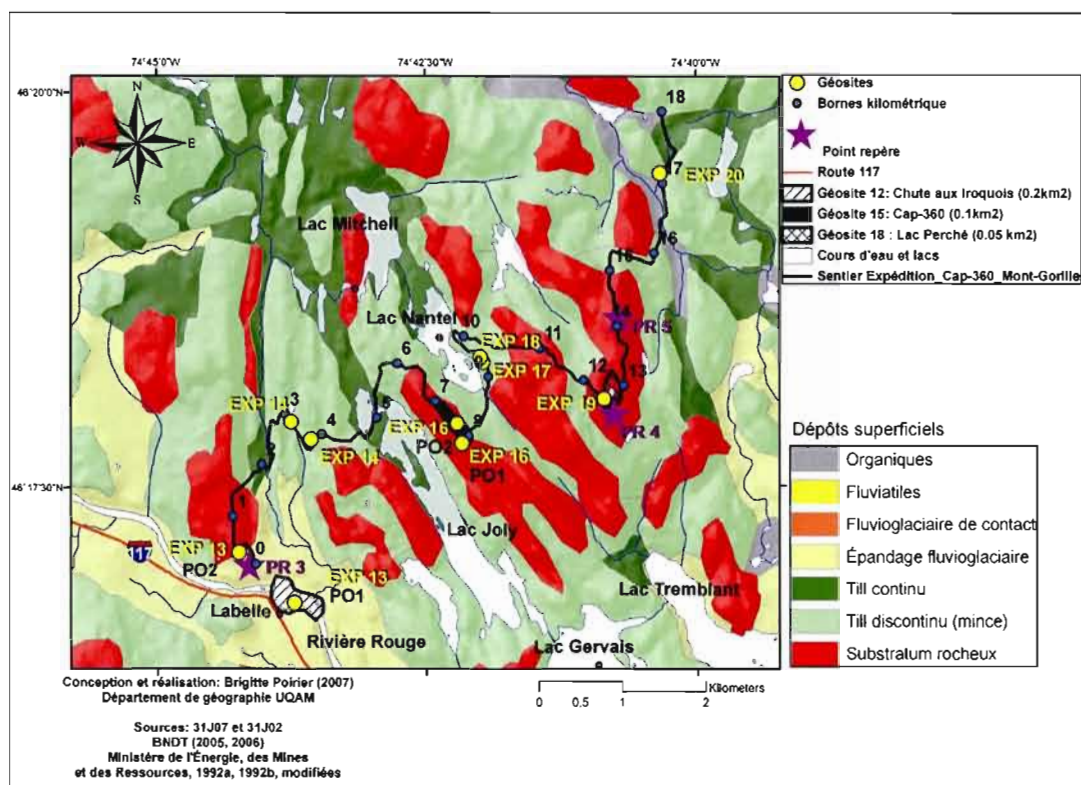 74°45'0"W
74°42'30"W
74°40'0"W
46°20'0"N
46°17'30"N
N
W
E
S
18
EXP 20
16
Lac Mitchell
Lac Nantel
10
EXP 18
11
PR 5
EXP 17
12
13
EXP 19
PR 4
6
7
5
3
EXP 14
4
EXP 14
EXP 16
PO2
EXP 16
PO1
1
Lac Joly
117
EXP 13
PO2
0
PR 3
EXP 13
PO1
Labelle
Rivière Rouge
Lac Tremblant
Lac Gervais
Géosites
Bornes kilométrique
Point repère
Route 117
Géosite 12: Chute aux Iroquois (0.2km2)
Géosite 15: Cap-360 (0.1km2)
Géosite 18 : Lac Perché (0.05 km2)
Cours d'eau et lacs
Sentier Expédition_Cap-360_Mont-Gorille
Dépôts superficiels
Organiques
Fluviatiles
Fluvioglaciaire de contact
Épandage fluvioglaciaire
Till continu
Till discontinu (mince)
Substralum rocheux
Conception et réalisation: Brigitte Poirier (2007)
Département de géographie UQAM
Sources: 31J07 et 31J02
BNDT (2005, 2006)
Ministère de l'Énergie, des Mines
et des Ressources, 1992a, 1992b, modifiées
Kilometers
0 0.5 1 2